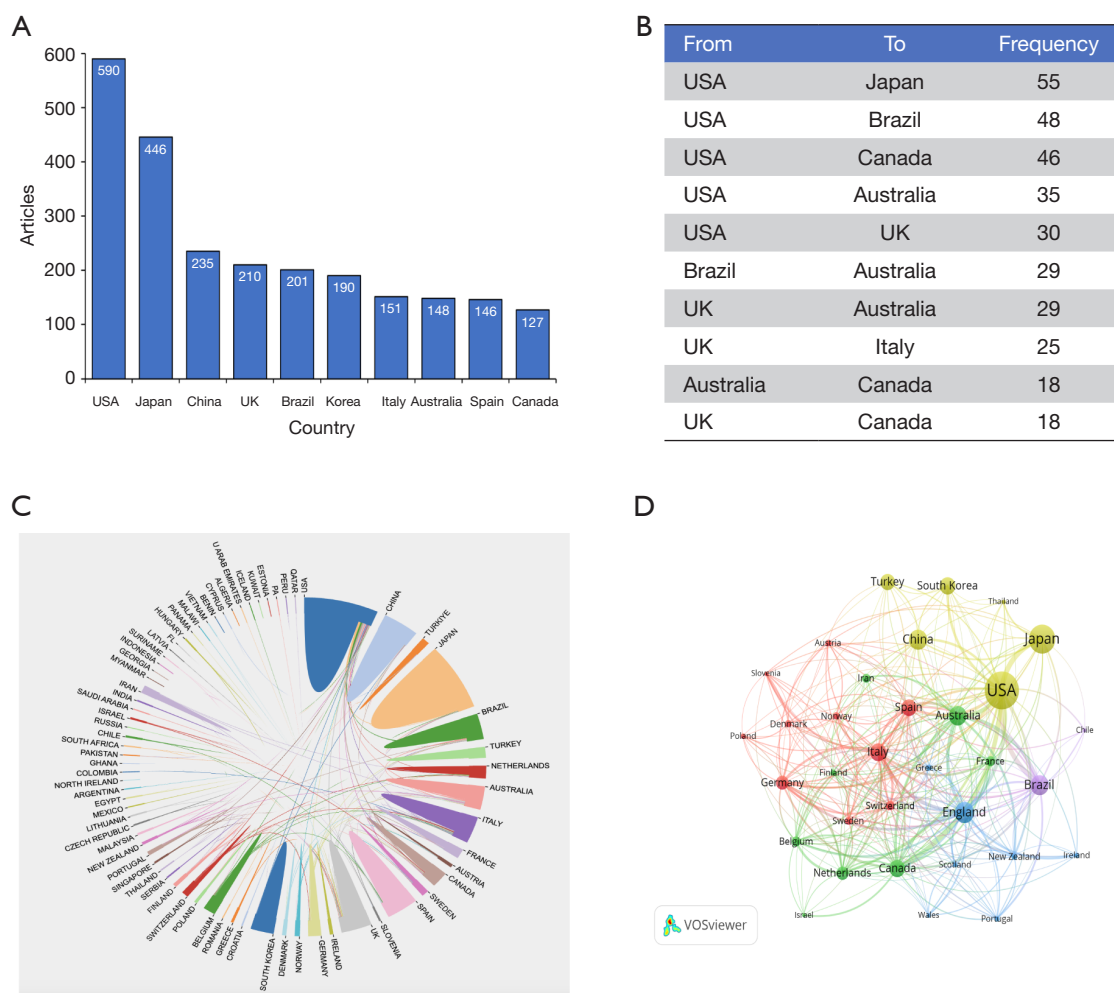 A
600
500
400
300
200
100
0
Articles
590
446
235
210
201
190
151
148
146
127
USA Japan China UK Brazil Korea Italy Australia Spain Canada
Country
B
From To Frequency
USA Japan 55
USA Brazil 48
USA Canada 46
USA Australia 35
USA UK 30
Brazil Australia 29
UK Australia 29
UK Italy 25
Australia Canada 18
UK Canada 18
C
USA
CHINA
TURKIYE
JAPAN
BRAZIL
TURKEY
NETHERLANDS
AUSTRALIA
ITALY
FRANCE
AUSTRIA
CANADA
SWEDEN
SPAIN
SLOVENIA
UK
IRELAND
GERMANY
NORWAY
DENMARK
SOUTH KOREA
CROATIA
GREECE
ROMANIA
BELGIUM
POLAND
SWITZERLAND
FINLAND
SERBIA
THAILAND
SINGAPORE
PORTUGAL
NEW ZEALAND
MALAYSIA
CZECH REPUBLIC
LITHUANIA
MEXICO
EGYPT
ARGENTINA
NORTH IRELAND
COLOMBIA
GHANA
PAKISTAN
SOUTH AFRICA
CHILE
RUSSIA
ISRAEL
SAUDI ARABIA
INDIA
IRAN
MYANMAR
GEORGIA
INDONESIA
SURINAME
LATVIA
FL
HUNGARY
PANAMA
MALAWI
VIETNAM
BENIN
CYPRUS
ALGERIA
U ARAB EMIRATES
ICELAND
KUWAIT
ESTONIA
PA
PERU
QATAR
D
Turkey
South Korea
Thailand
China
Japan
Austria
Slovenia
Iran
USA
Spain
Australia
Norway
Denmark
Poland
Chile
Italy
France
Greece
Finland
Germany
Brazil
Switzerland
England
Sweden
Belgium
New Zealand
Ireland
Scotland
Canada
Netherlands
Israel
Wales
Portugal
VOSviewer